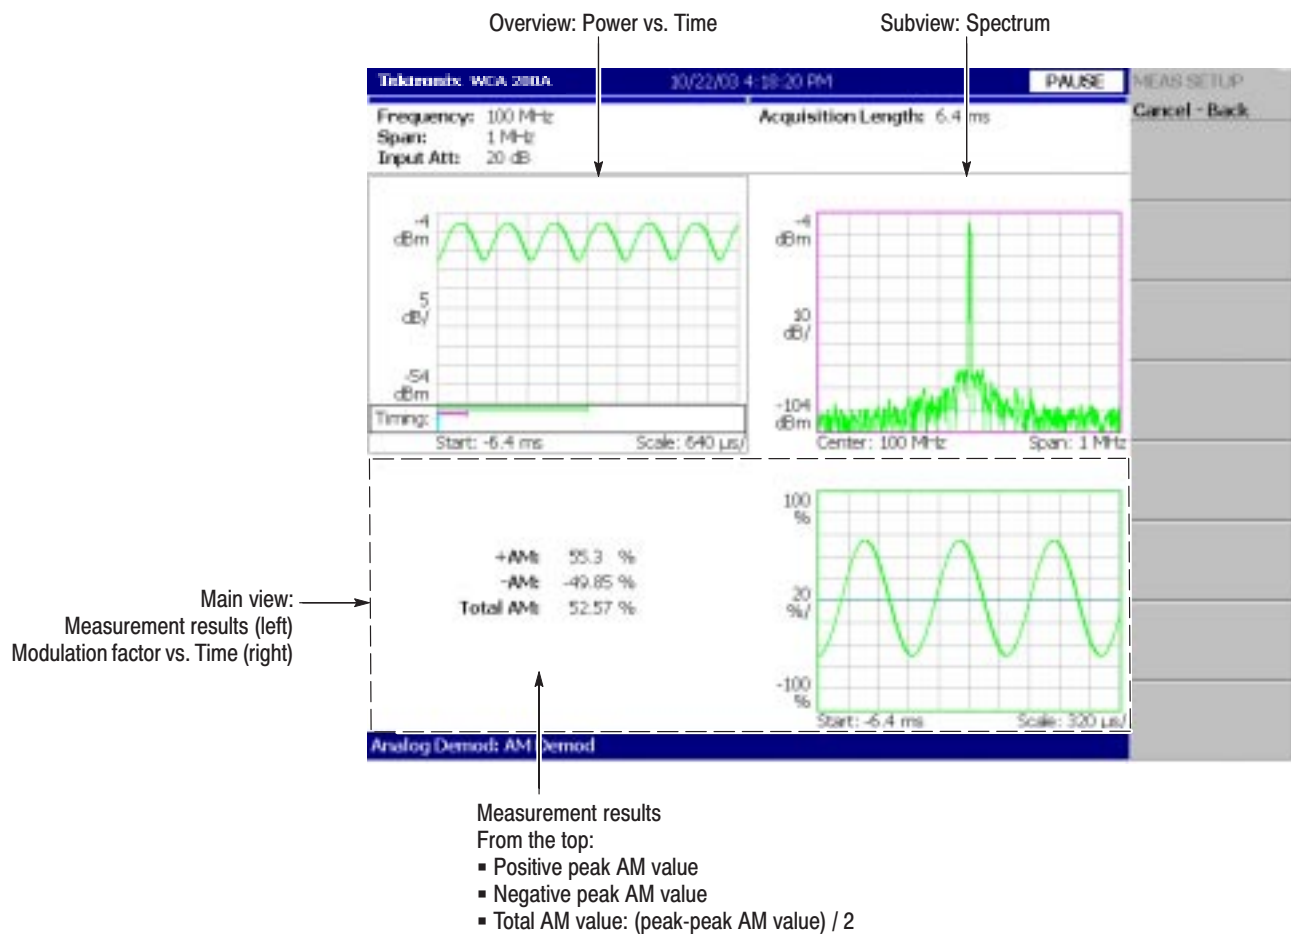 Overview: Power vs. Time
Subview: Spectrum
Tektronix WCA 200A 10/22/03 4:18:20 PM PAUSE
MEAS SETUP
Cancel - Back
Frequency: 100 MHz
Acquisition Length: 6.4 ms
Span: 1 MHz
Input Att: 20 dB
-4
dBm
5
dB/
-54
dBm
Timing:
Start: -6.4 ms Scale: 640 µs/
-4
dBm
10
dB/
-104
dBm
Center: 100 MHz Span: 1 MHz
+AM: 55.3 %
-AM: -49.85 %
Total AM: 52.57 %
100
%
20
%/
-100
%
Start: -6.4 ms Scale: 320 µs/
Main view:
Measurement results (left)
Modulation factor vs. Time (right)
Analog Demod: AM Demod
Measurement results
From the top:
▪ Positive peak AM value
▪ Negative peak AM value
▪ Total AM value: (peak-peak AM value) / 2